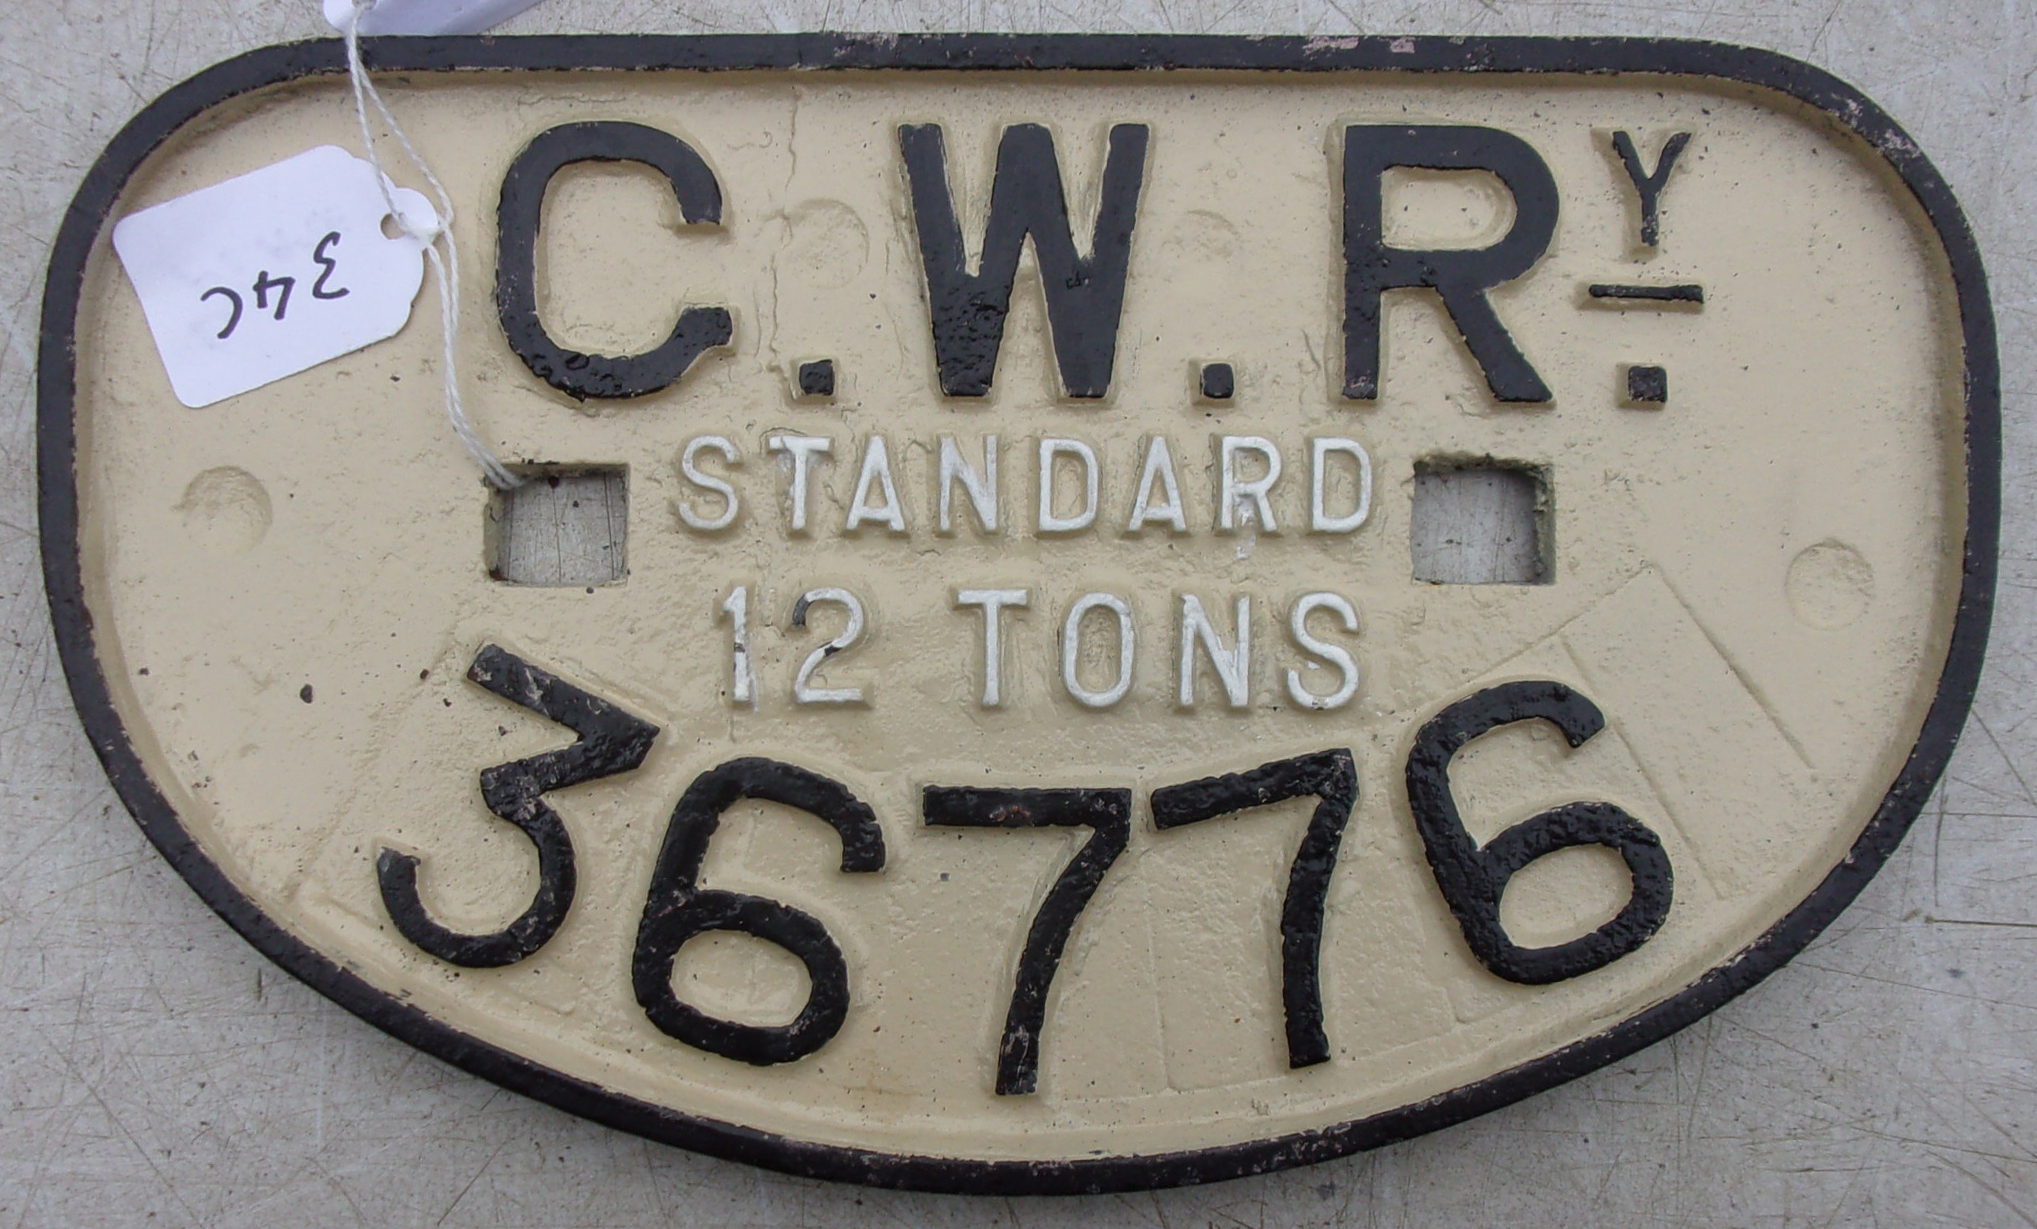 C.W.RY.
STANDARD
12 TONS
36776
34C